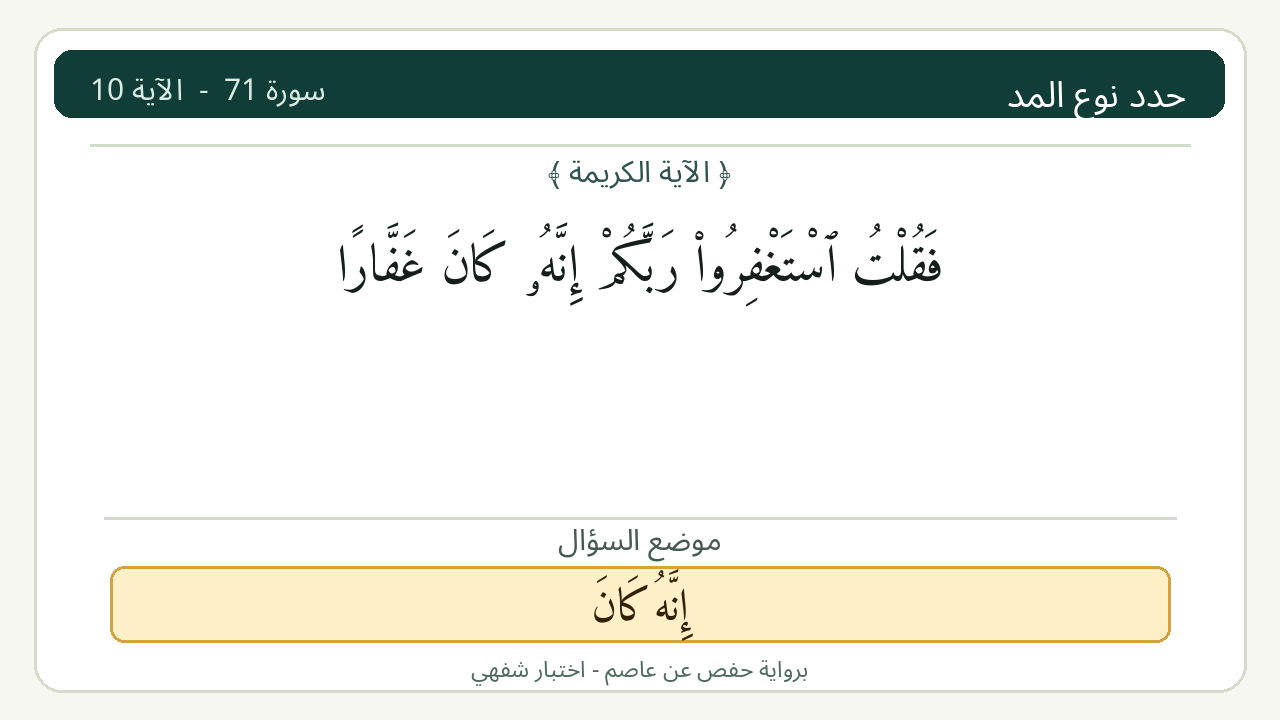 حدد نوع المد
سورة 71 - الآية 10
﴿ الآية الكريمة ﴾
فَقُلْتُ ٱسْتَغْفِرُوا۟ رَبَّكُمْ إِنَّهُۥ كَانَ غَفَّارًا
موضع السؤال
إِنَّهُ كَانَ
برواية حفص عن عاصم - اختبار شفهي